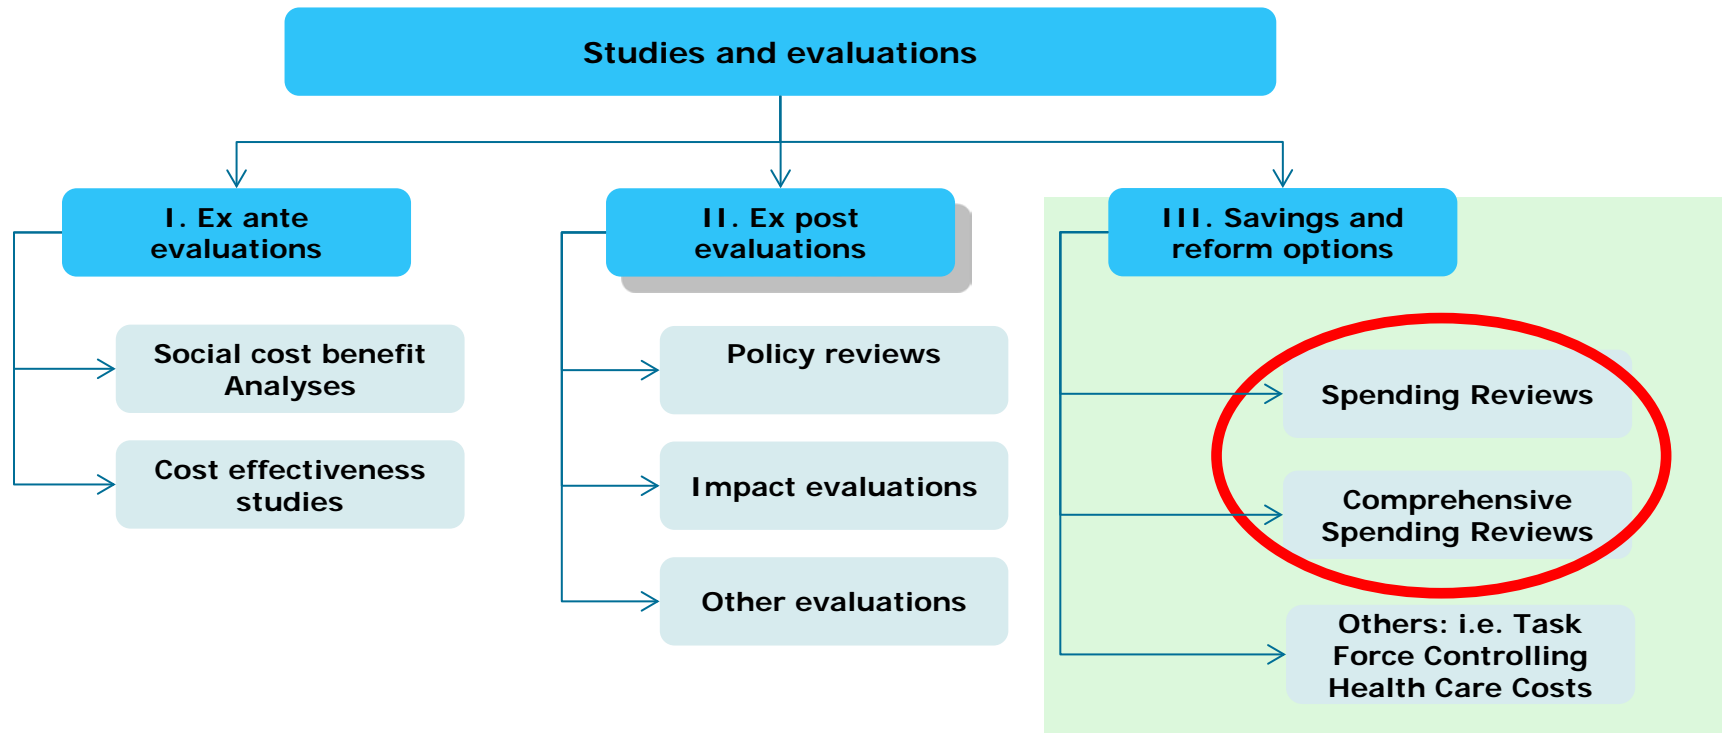 Studies and evaluations
I. Ex ante
evaluations
Social cost benefit
Analyses
Cost effectiveness
studies
II. Ex post
evaluations
Policy reviews
Impact evaluations
Other evaluations
III. Savings and
reform options
Spending Reviews
Comprehensive
Spending Reviews
Others: i.e. Task
Force Controlling
Health Care Costs